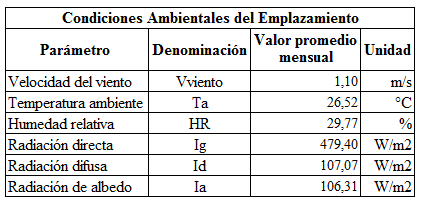 Condiciones Ambientales del Emplazamiento
Parámetro Denominación Valor promedio mensual Unidad
Velocidad del viento Vviento 1,10 m/s
Temperatura ambiente Ta 26,52 °C
Humedad relativa HR 29,77 %
Radiación directa Ig 479,40 W/m2
Radiación difusa Id 107,07 W/m2
Radiación de albedo Ia 106,31 W/m2